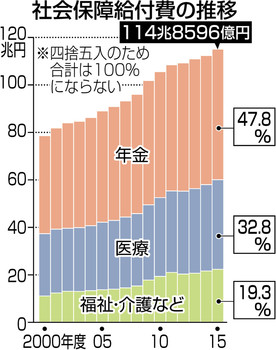 社会保障給付費の推移
114兆8596億円
120
兆円
100
80
60
40
20
0
※四捨五入のため
合計は100%
にならない
年金
47.8
%
医療
32.8
%
福祉・介護など
19.3
%
2000年度 05 10 15